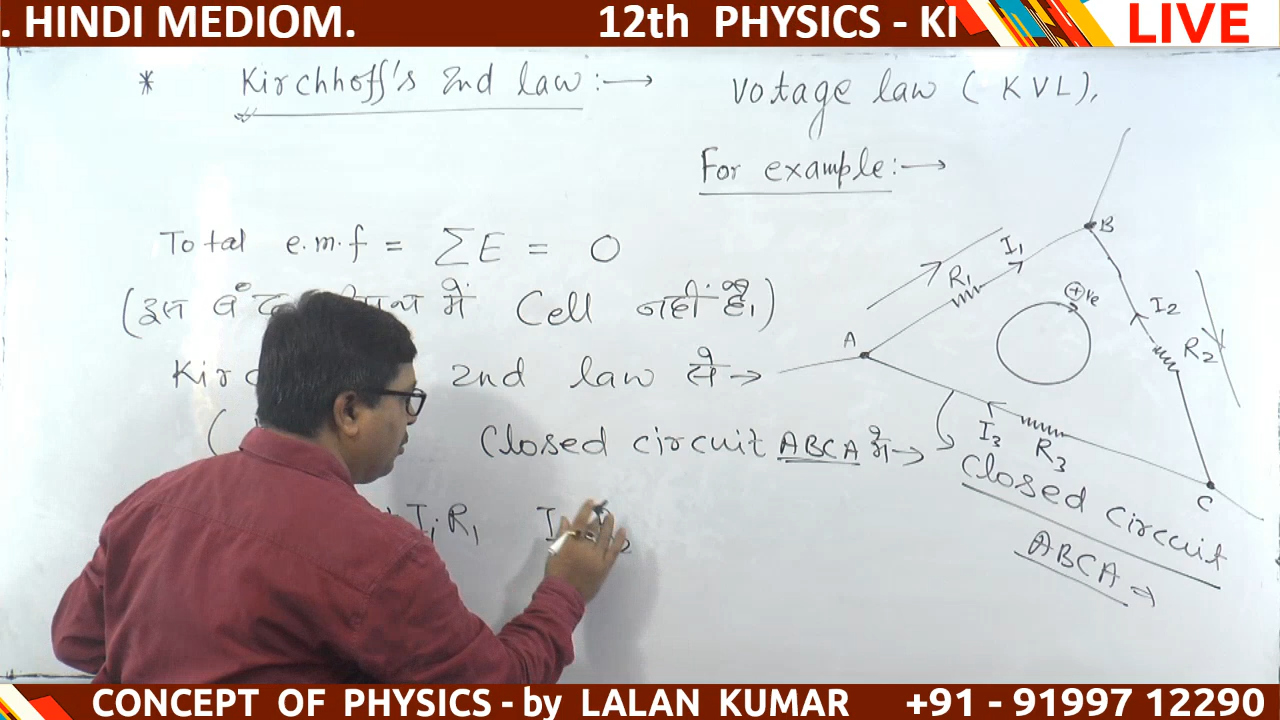 . HINDI MEDIOM. 12th PHYSICS - KI LIVE
* Kirchhoff's 2nd law :→ Votage law ( KVL ),
For example :→
Total e.m.f = ΣE = 0
(इस में Cell नहीं है।)
2nd law से →
Closed circuit ABCA में →
I₁R₁ I
A
B
C
R₁
I₁
+ve
I₂
R₂
I₃
R₃
Closed circuit
ABCA ⇒
CONCEPT OF PHYSICS - by LALAN KUMAR +91 - 91997 12290